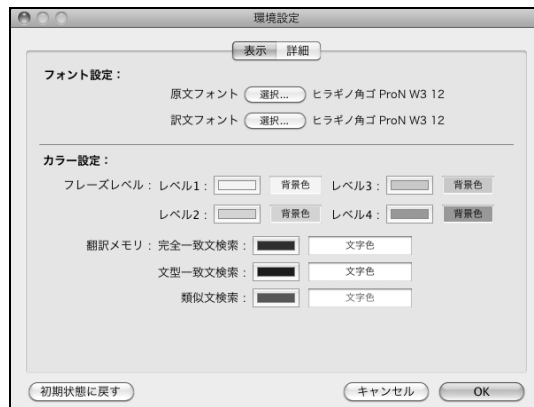 環境設定
表示 詳細
フォント設定：
原文フォント 選択... ヒラギノ角ゴ ProN W3 12
訳文フォント 選択... ヒラギノ角ゴ ProN W3 12
カラー設定：
フレーズレベル： レベル1： 背景色 レベル3： 背景色
レベル2： 背景色 レベル4： 背景色
翻訳メモリ： 完全一致文検索： 文字色
文型一致文検索： 文字色
類似文検索： 文字色
初期状態に戻す キャンセル OK